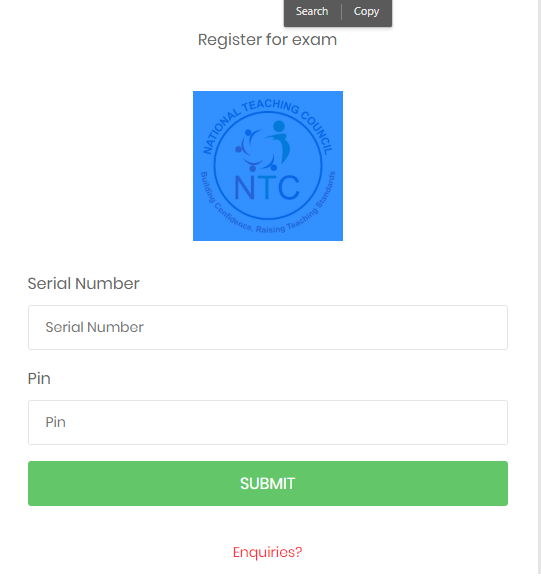 Search Copy
Register for exam
NATIONAL TEACHING COUNCIL
NTC
Building Confidence, Raising Teaching Standards
Serial Number
Serial Number
Pin
Pin
SUBMIT
Enquiries?